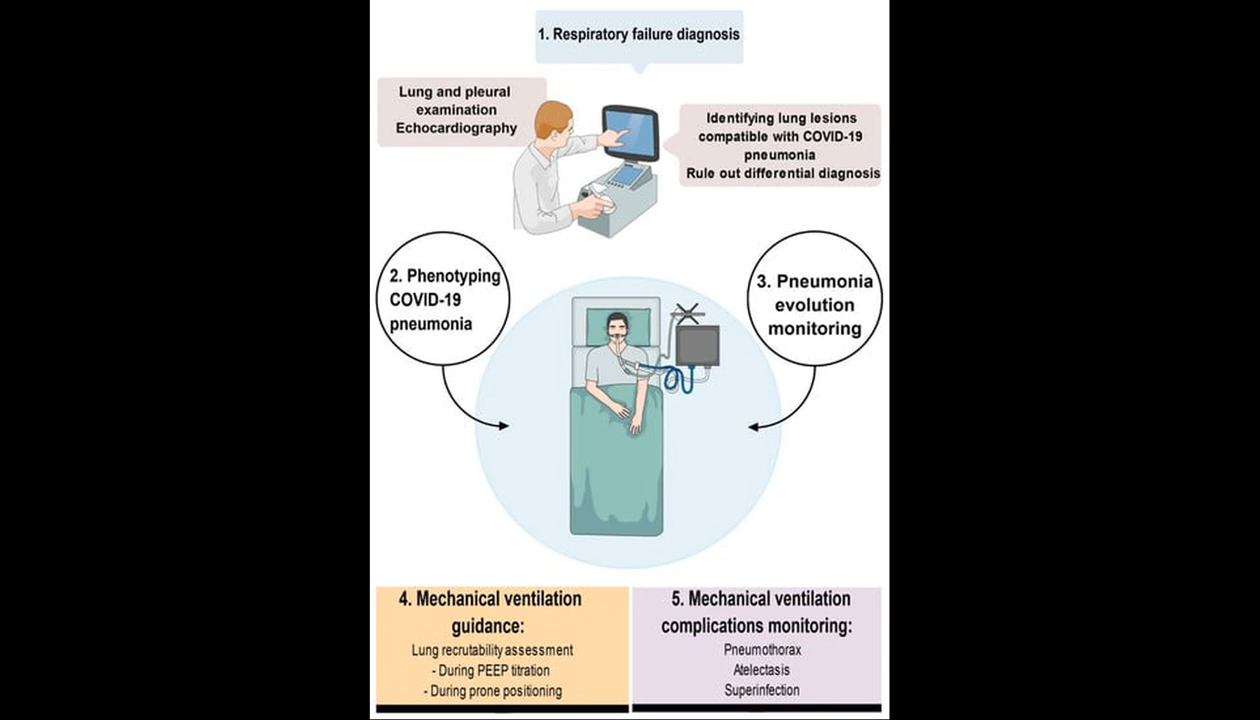 1. Respiratory failure diagnosis
Lung and pleural
examination
Echocardiography
Identifying lung lesions
compatible with COVID-19
pneumonia
Rule out differential diagnosis
2. Phenotyping
COVID-19
pneumonia
3. Pneumonia
evolution
monitoring
4. Mechanical ventilation
guidance:
Lung recrutability assessment
- During PEEP titration
- During prone positioning
5. Mechanical ventilation
complications monitoring:
Pneumothorax
Atelectasis
Superinfection